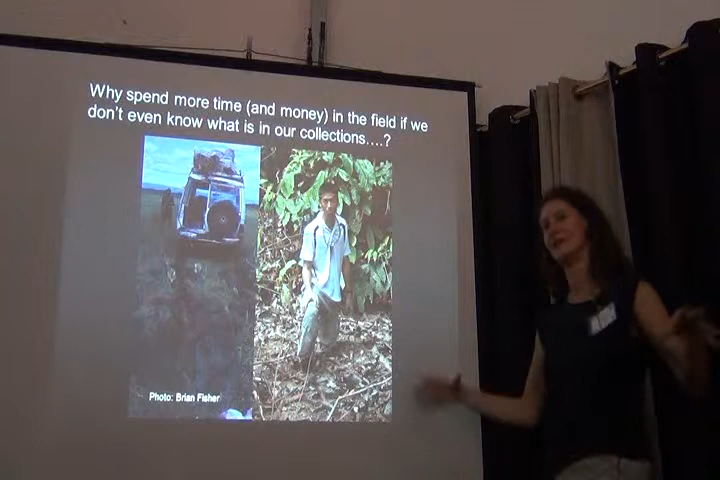 Why spend more time (and money) in the field if we
don't even know what is in our collections....?
Photo: Brian Fisher